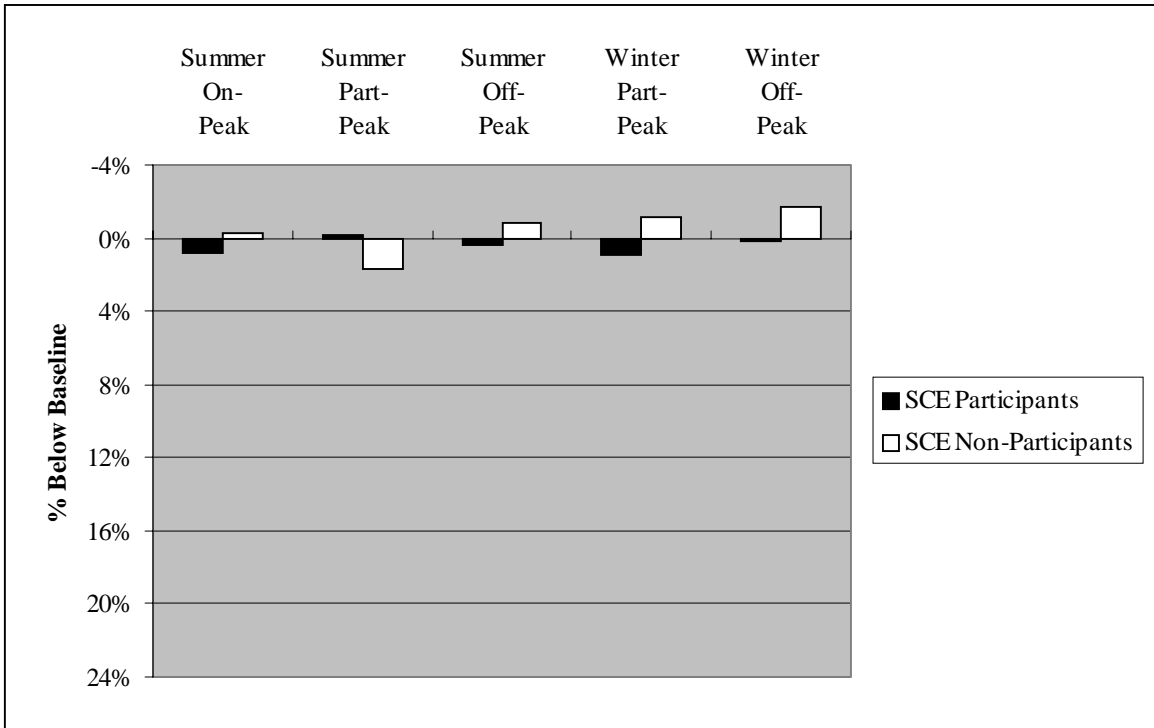 Summer On-Peak
Summer Part-Peak
Summer Off-Peak
Winter Part-Peak
Winter Off-Peak
-4%
0%
4%
8%
12%
16%
20%
24%
% Below Baseline
SCE Participants
SCE Non-Participants